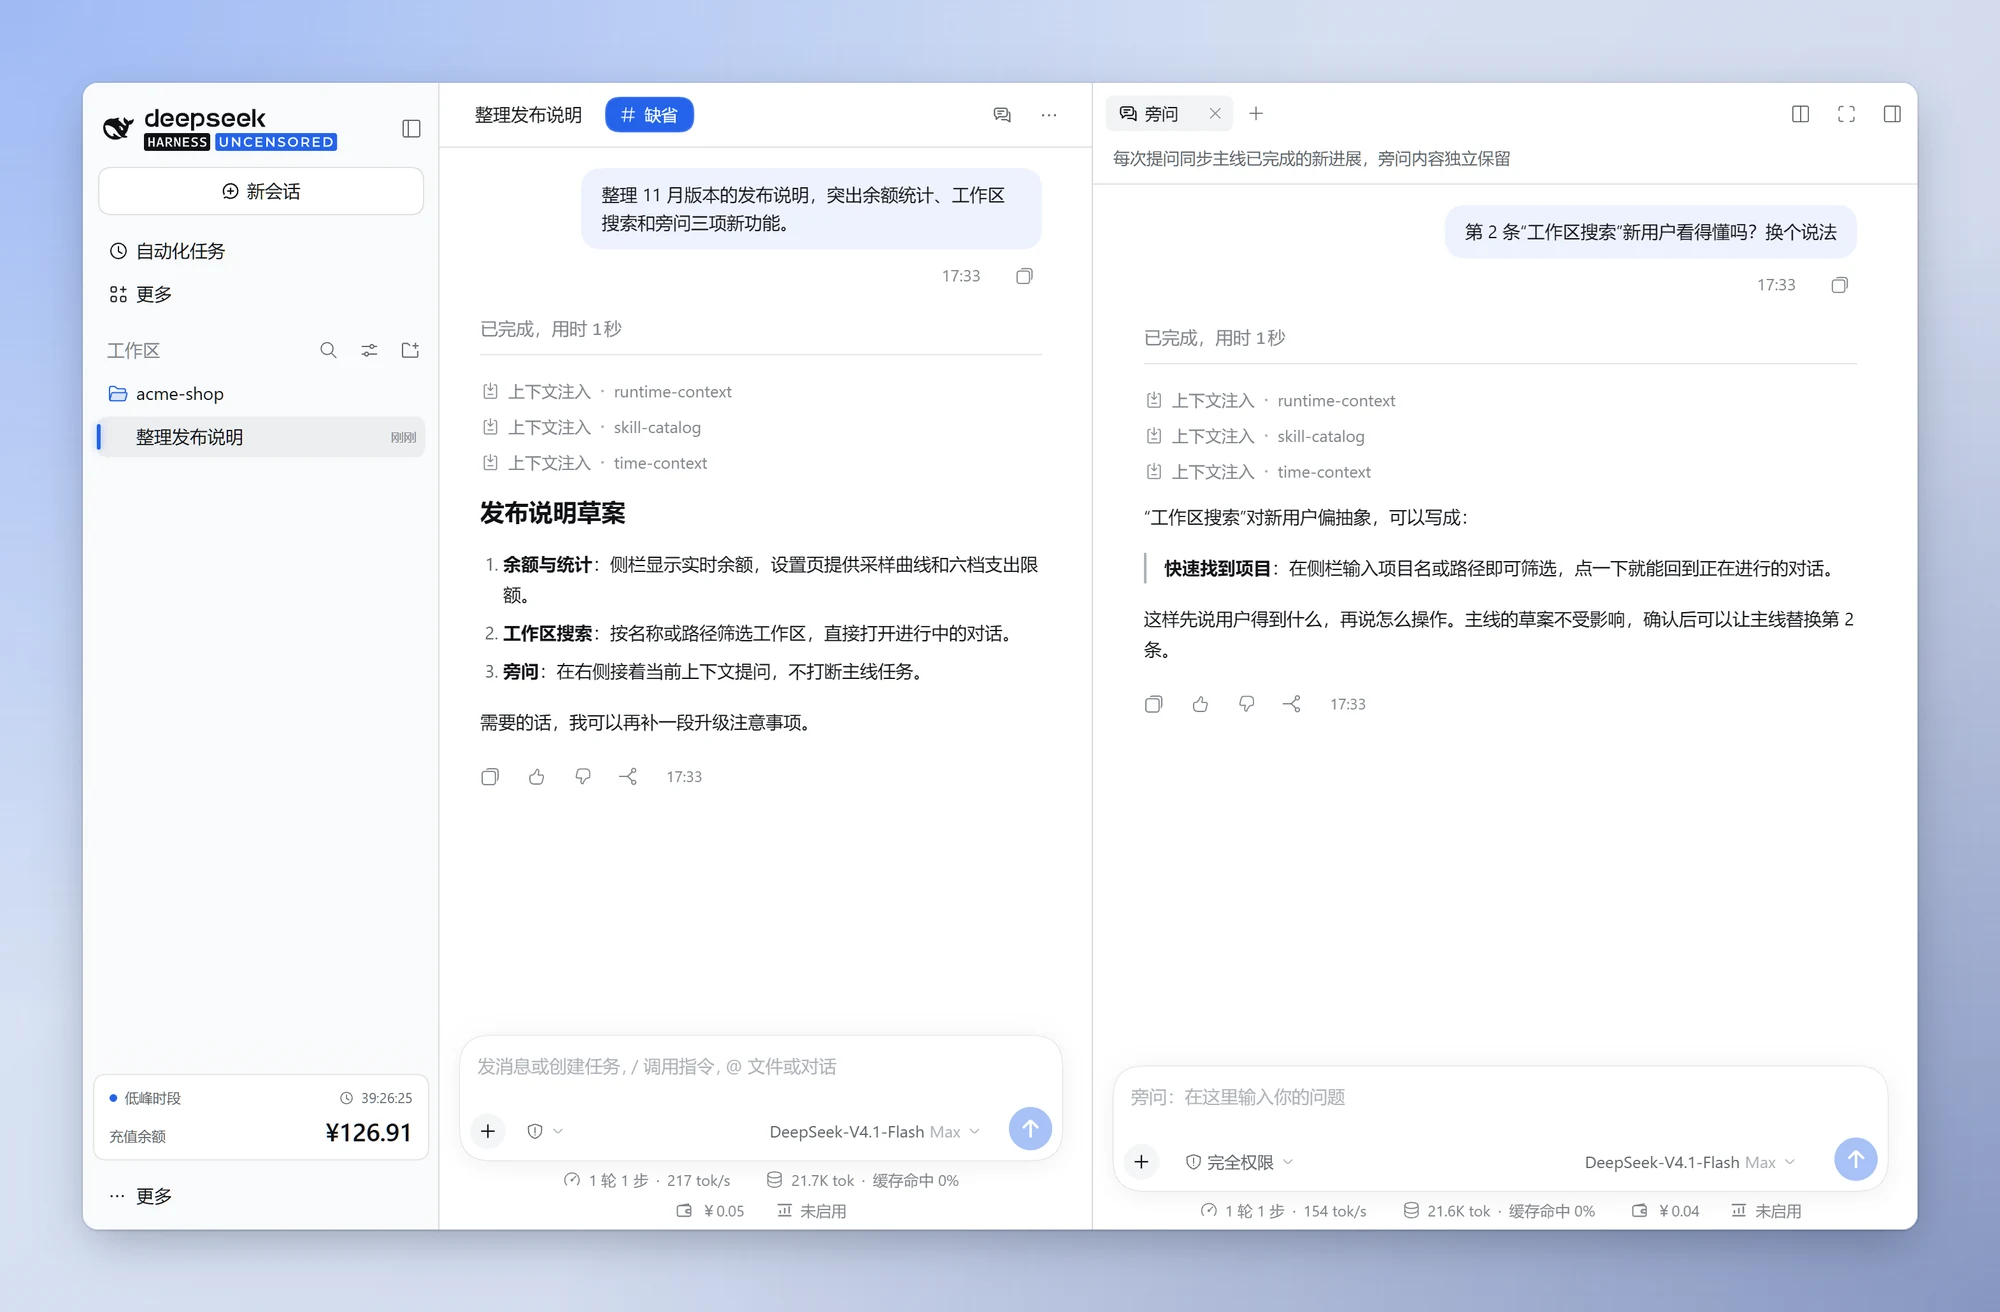 deepseek
HARNESS UNCENSORED
新会话
自动化任务
更多
工作区
acme-shop
整理发布说明 刚刚
低峰时段 39:26:25
充值余额 ¥126.91
更多
整理发布说明 # 缺省
整理 11 月版本的发布说明，突出余额统计、工作区
搜索和旁问三项新功能。
17:33
已完成，用时 1 秒
上下文注入 · runtime-context
上下文注入 · skill-catalog
上下文注入 · time-context
发布说明草案
1. 余额与统计：侧栏显示实时余额，设置页提供采样曲线和六档支出限
额。
2. 工作区搜索：按名称或路径筛选工作区，直接打开进行中的对话。
3. 旁问：在右侧接着当前上下文提问，不打断主线任务。
需要的话，我可以再补一段升级注意事项。
17:33
发消息或创建任务, / 调用指令, @ 文件或对话
DeepSeek-V4.1-Flash Max
1 轮 1 步 · 217 tok/s 21.7K tok · 缓存命中 0%
¥ 0.05 未启用
旁问
每次提问同步主线已完成的新进展，旁问内容独立保留
第 2 条“工作区搜索”新用户看得懂吗？换个说法
17:33
已完成，用时 1 秒
上下文注入 · runtime-context
上下文注入 · skill-catalog
上下文注入 · time-context
“工作区搜索”对新用户偏抽象，可以写成：
快速找到项目：在侧栏输入项目名或路径即可筛选，点一下就能回到正在进行的对话。
这样先说用户得到什么，再说怎么操作。主线的草案不受影响，确认后可以让主线替换第 2
条。
17:33
旁问：在这里输入你的问题
完全权限 DeepSeek-V4.1-Flash Max
1 轮 1 步 · 154 tok/s 21.6K tok · 缓存命中 0% ¥ 0.04 未启用